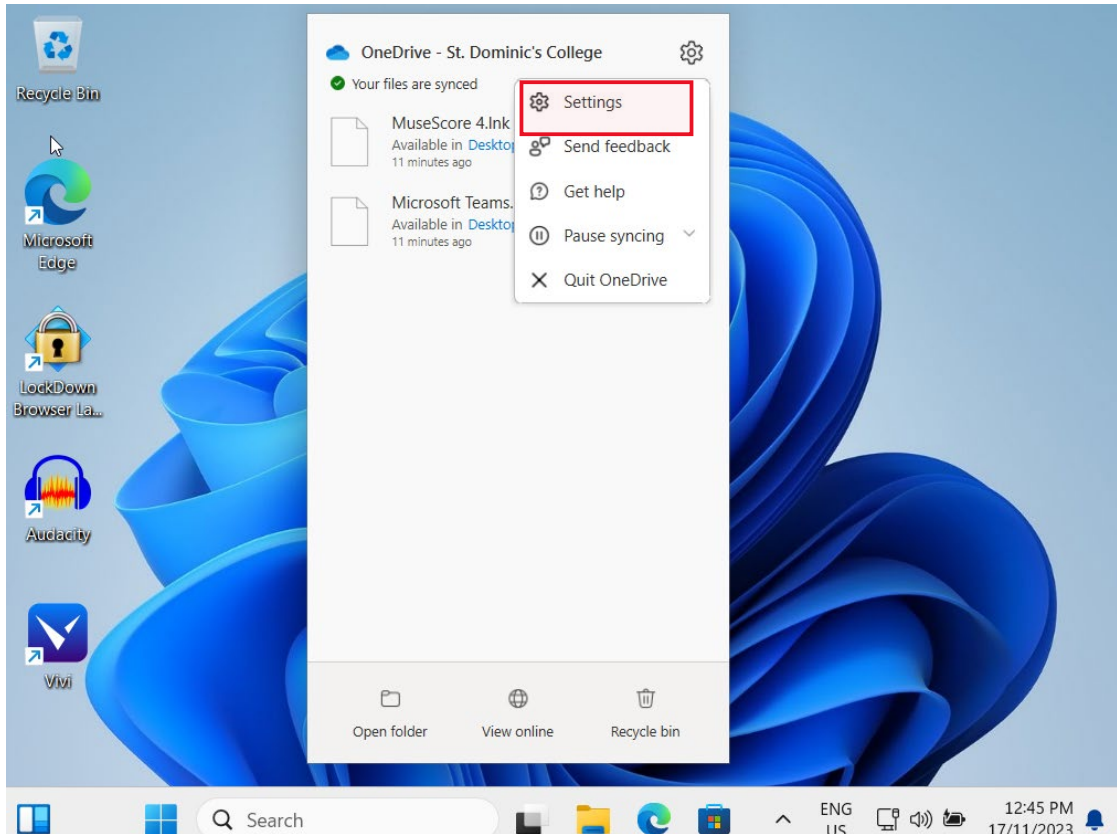 Recycle Bin
Microsoft
Edge
LockDown
Browser La...
Audacity
Vivi
OneDrive - St. Dominic's College
Your files are synced
MuseScore 4.lnk
Available in Desktop
11 minutes ago
Microsoft Teams.
Available in Desktop
11 minutes ago
Settings
Send feedback
Get help
Pause syncing
Quit OneDrive
Open folder
View online
Recycle bin
Search
ENG
US
12:45 PM
17/11/2023